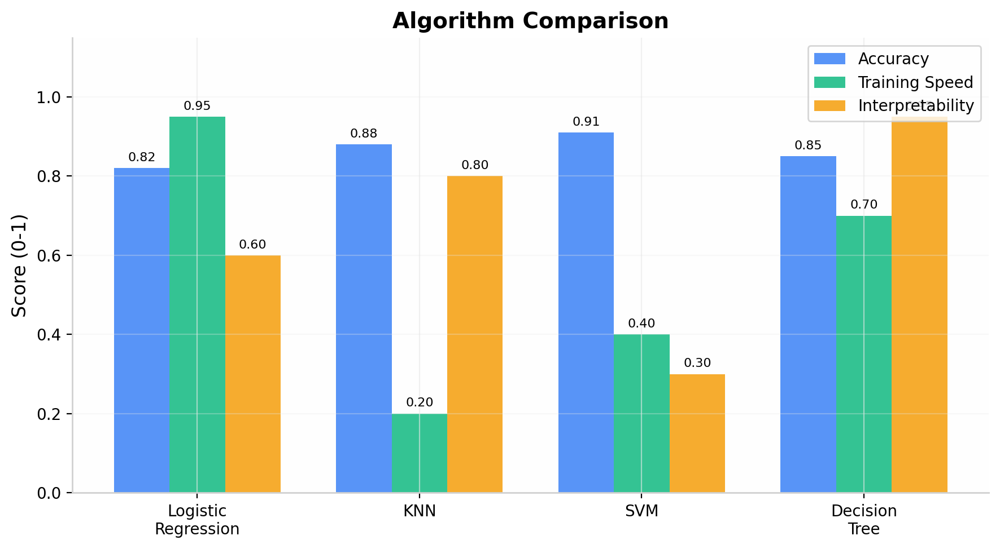 Algorithm Comparison
Accuracy
Training Speed
Interpretability
Score (0-1)
1.0
0.8
0.6
0.4
0.2
0.0
0.82
0.95
0.60
0.88
0.20
0.80
0.91
0.40
0.30
0.85
0.70
Logistic
Regression
KNN
SVM
Decision
Tree